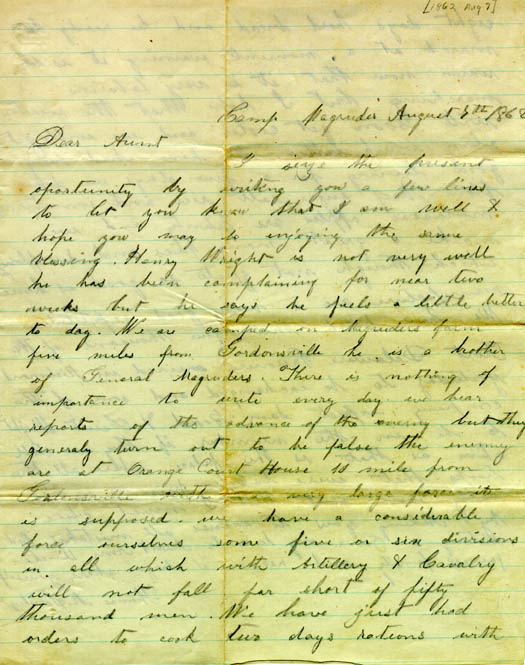 [1862 Aug 7]
Camp Magruder August 7th 1862
Dear Aunt
I sieze the present
oportunity by writing you a few lines
to let you know that I am well &
hope you may be enjoying the same
blessing. Henry Wright is not very well
he has been complaining for near two
weeks but he says he feels a little better
to day. We are camped on Magruders farm
five miles from Gordonsville he is a brother
of General Magruders. There is nothing of
importance to write every day we hear
reports of the advance of the enemy but they
generaly turn out to be false the enemy
are at Orange Court House 10 mile from
Gordonsville with a very large force it
is supposed. we have a considerable
force ourselves some five or six divisions
in all which with Artillery & Cavalry
will not fall far short of fifty
thousand men. We have just had
orders to cook two days rations with